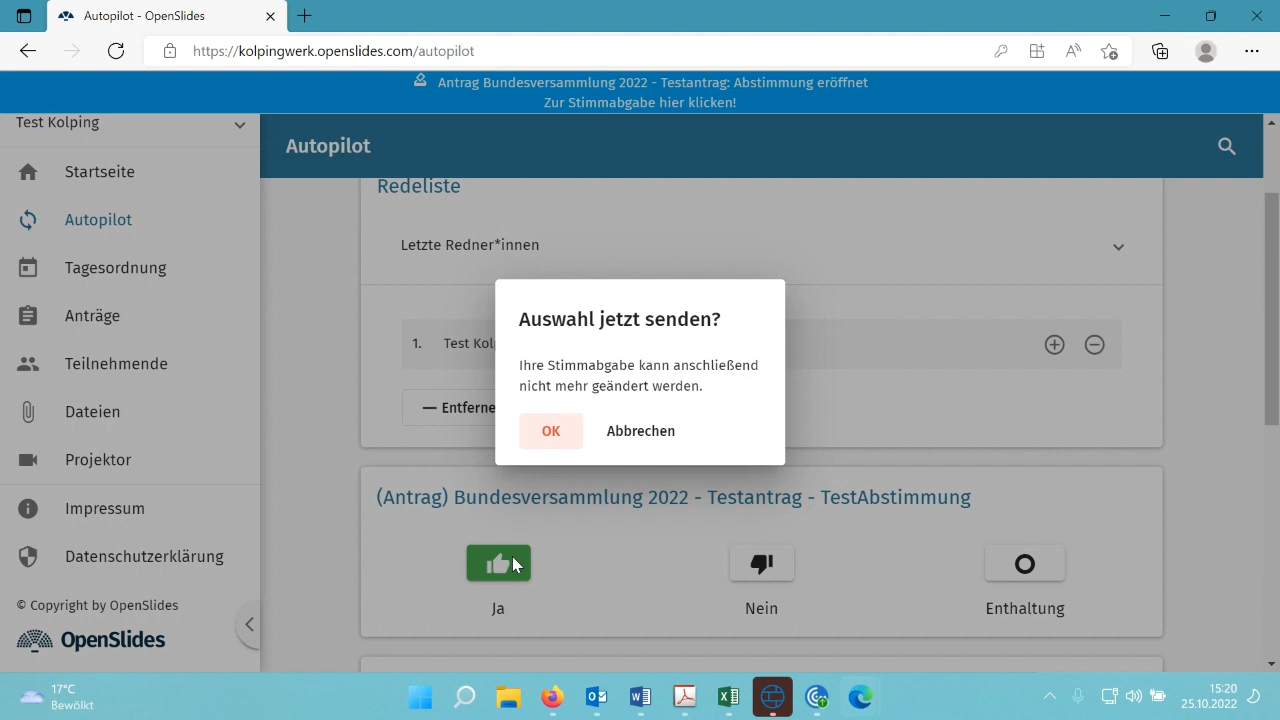 Autopilot - OpenSlides
https://kolpingwerk.openslides.com/autopilot
Antrag Bundesversammlung 2022 - Testantrag: Abstimmung eröffnet
Zur Stimmabgabe hier klicken!
Test Kolping
Startseite
Autopilot
Tagesordnung
Anträge
Teilnehmende
Dateien
Projektor
Impressum
Datenschutzerklärung
© Copyright by OpenSlides
OpenSlides
Autopilot
Redeliste
Letzte Redner*innen
1. Test Kol
— Entferne
Auswahl jetzt senden?
Ihre Stimmabgabe kann anschließend
nicht mehr geändert werden.
OK Abbrechen
(Antrag) Bundesversammlung 2022 - Testantrag - TestAbstimmung
Ja Nein Enthaltung
17°C
Bewölkt
15:20
25.10.2022